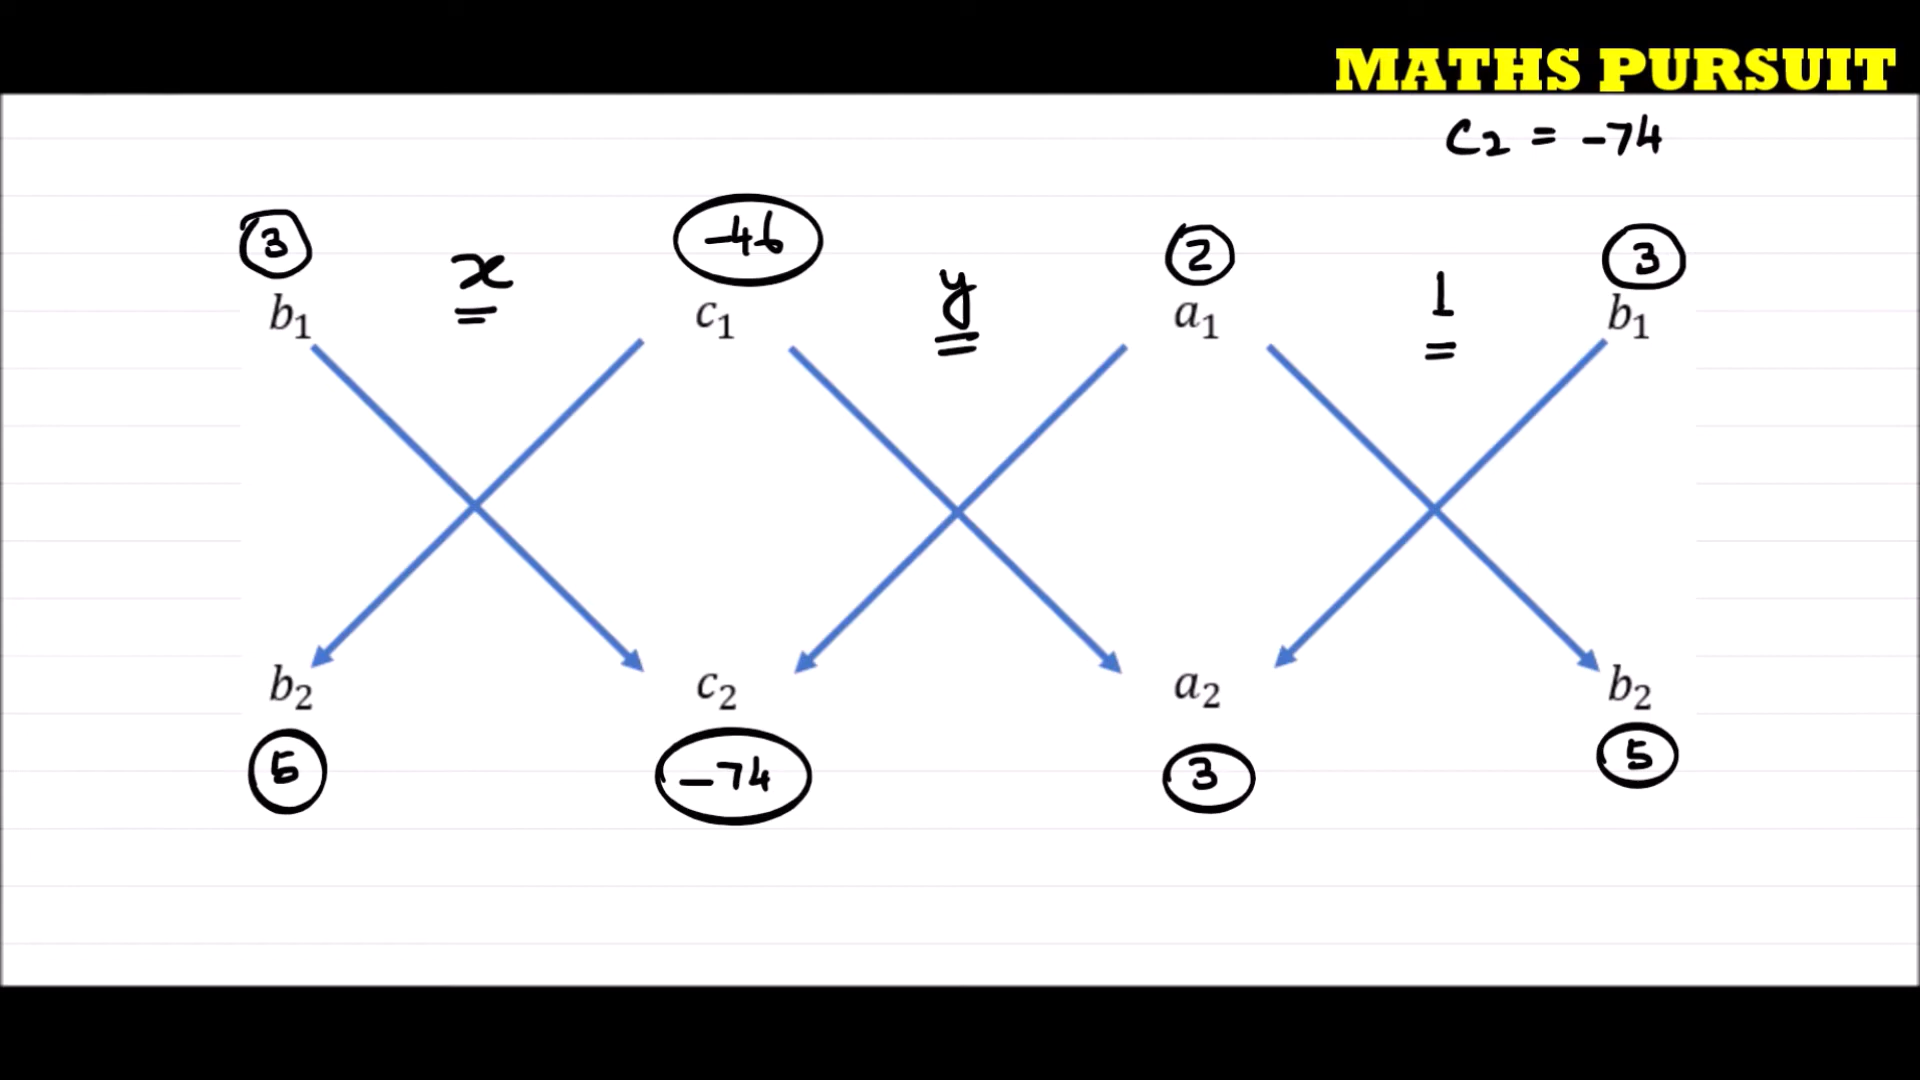 MATHS PURSUIT
C2 = -74
3 x -46 y 2 1 3
b₁ c₁ a₁ b₁
b₂ c₂ a₂ b₂
5 -74 3 5